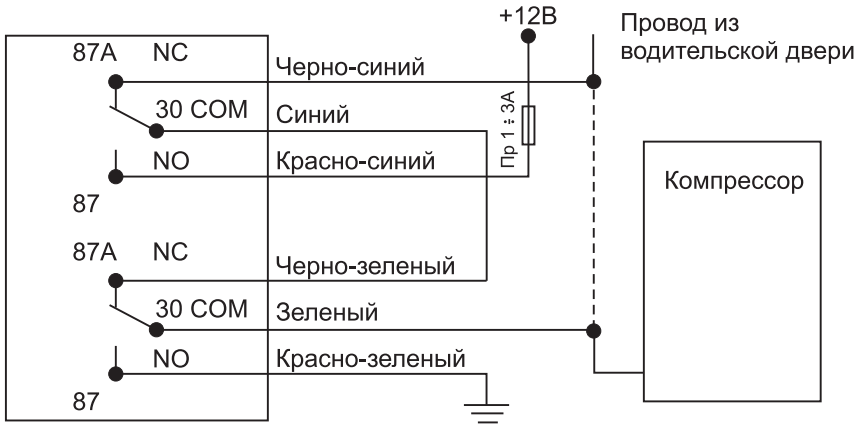 +12В
Провод из
водительской двери
87A NC
Черно-синий
30 COM
Синий
Пр 1 ÷ 3А
NO
Красно-синий
87
Компрессор
87A NC
Черно-зеленый
30 COM
Зеленый
NO
Красно-зеленый
87